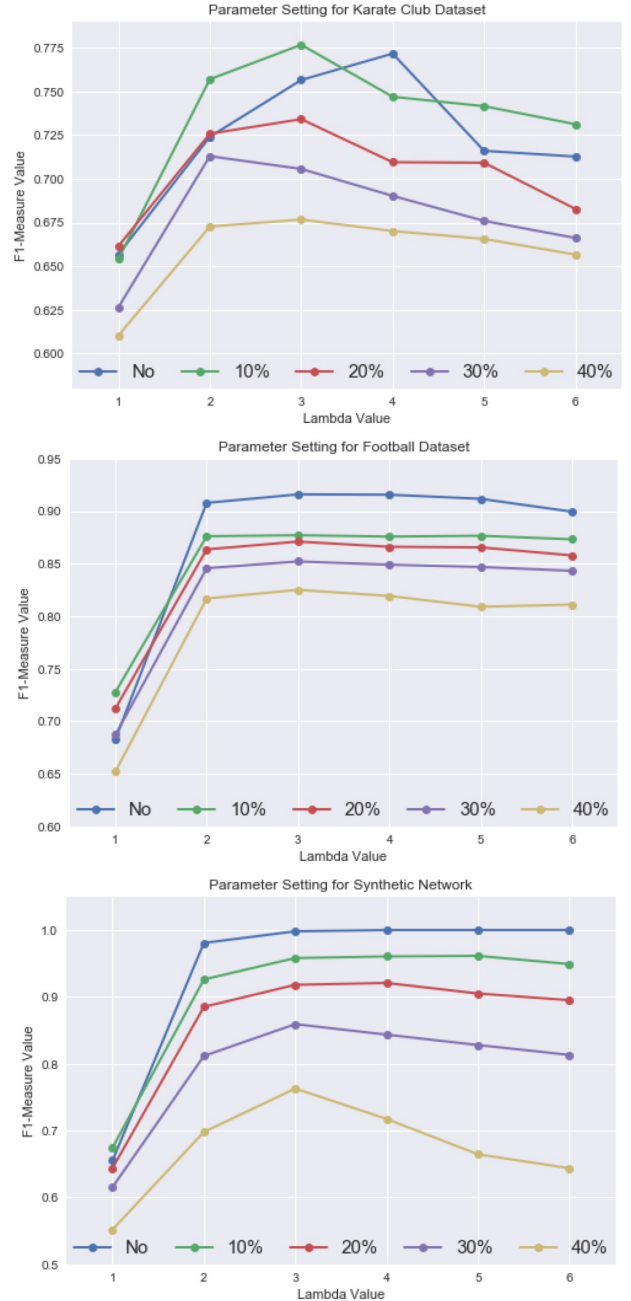 Parameter Setting for Karate Club Dataset
0.775
0.750
0.725
0.700
0.675
0.650
0.625
0.600
F1-Measure Value
No 10% 20% 30% 40%
1 2 3 4 5 6
Lambda Value
Parameter Setting for Football Dataset
0.95
0.90
0.85
0.80
0.75
0.70
0.65
0.60
F1-Measure Value
No 10% 20% 30% 40%
1 2 3 4 5 6
Lambda Value
Parameter Setting for Synthetic Network
1.0
0.9
0.8
0.7
0.6
0.5
F1-Measure Value
No 10% 20% 30% 40%
1 2 3 4 5 6
Lambda Value